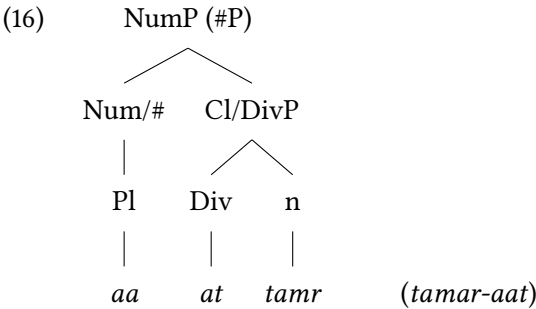 (16) NumP (#P)
Num/# Cl/DivP
Pl Div n
aa at tamr (tamar-aat)